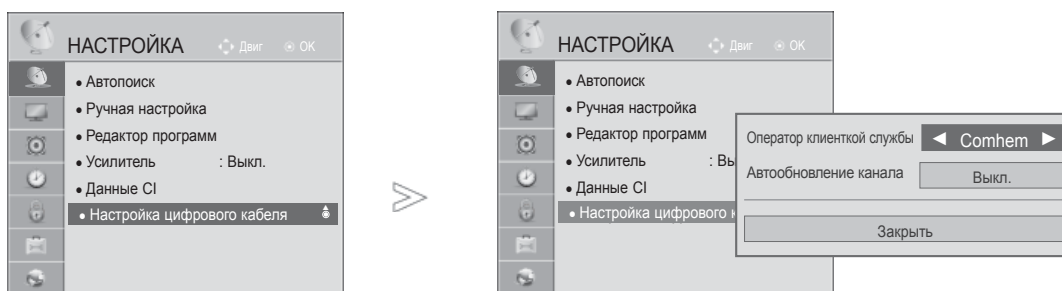 НАСТРОЙКА Двиг OK
● Автопоиск
● Ручная настройка
● Редактор программ
● Усилитель : Выкл.
● Данные CI
● Настройка цифрового кабеля
НАСТРОЙКА Двиг OK
● Автопоиск
● Ручная настройка
● Редактор программ
● Усилитель : Вы
● Данные CI
● Настройка цифрового к
Оператор клиенткой службы ◄ Comhem ►
Автообновление канала Выкл.
Закрыть